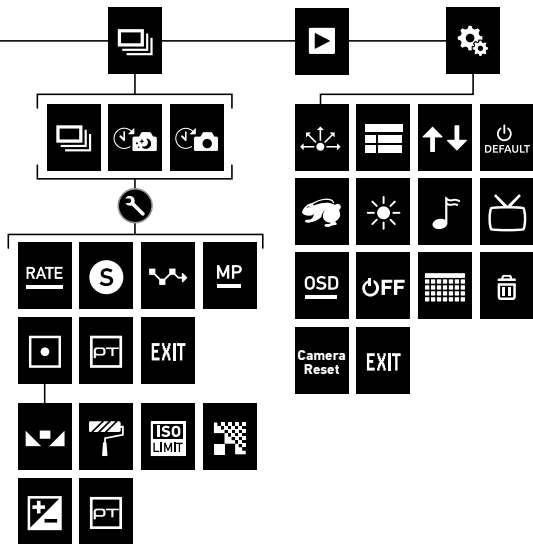 DEFAULT
RATE
S
MP
OSD
OFF
PT
EXIT
Camera
Reset
EXIT
ISO
LIMIT
PT